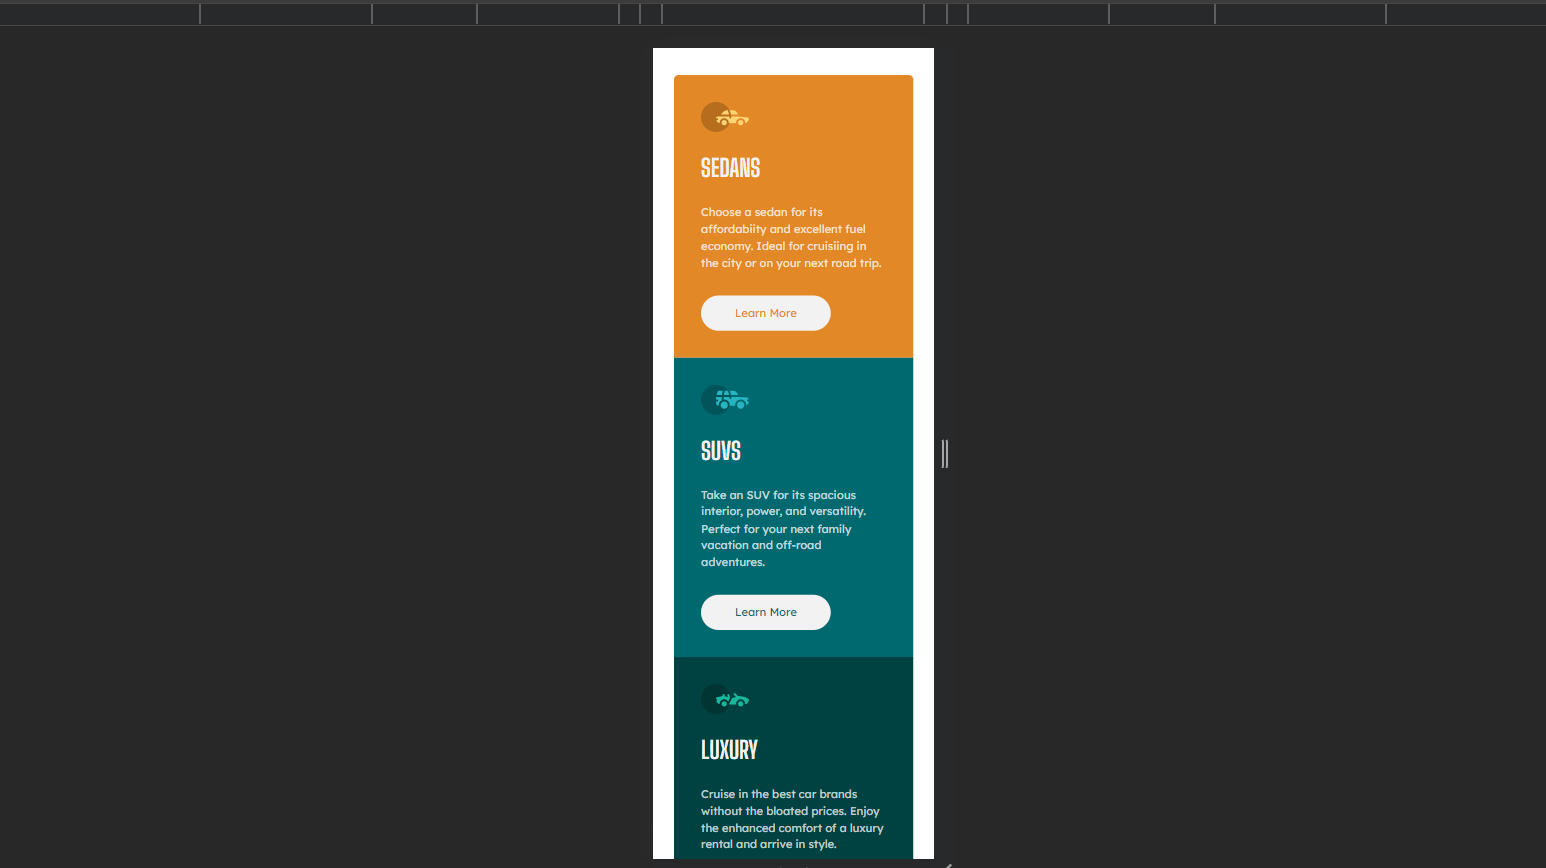 SEDANS
Choose a sedan for its
affordabiity and excellent fuel
economy. Ideal for cruisiing in
the city or on your next road trip.
Learn More
SUVS
Take an SUV for its spacious
interior, power, and versatility.
Perfect for your next family
vacation and off-road
adventures.
Learn More
LUXURY
Cruise in the best car brands
without the bloated prices. Enjoy
the enhanced comfort of a luxury
rental and arrive in style.